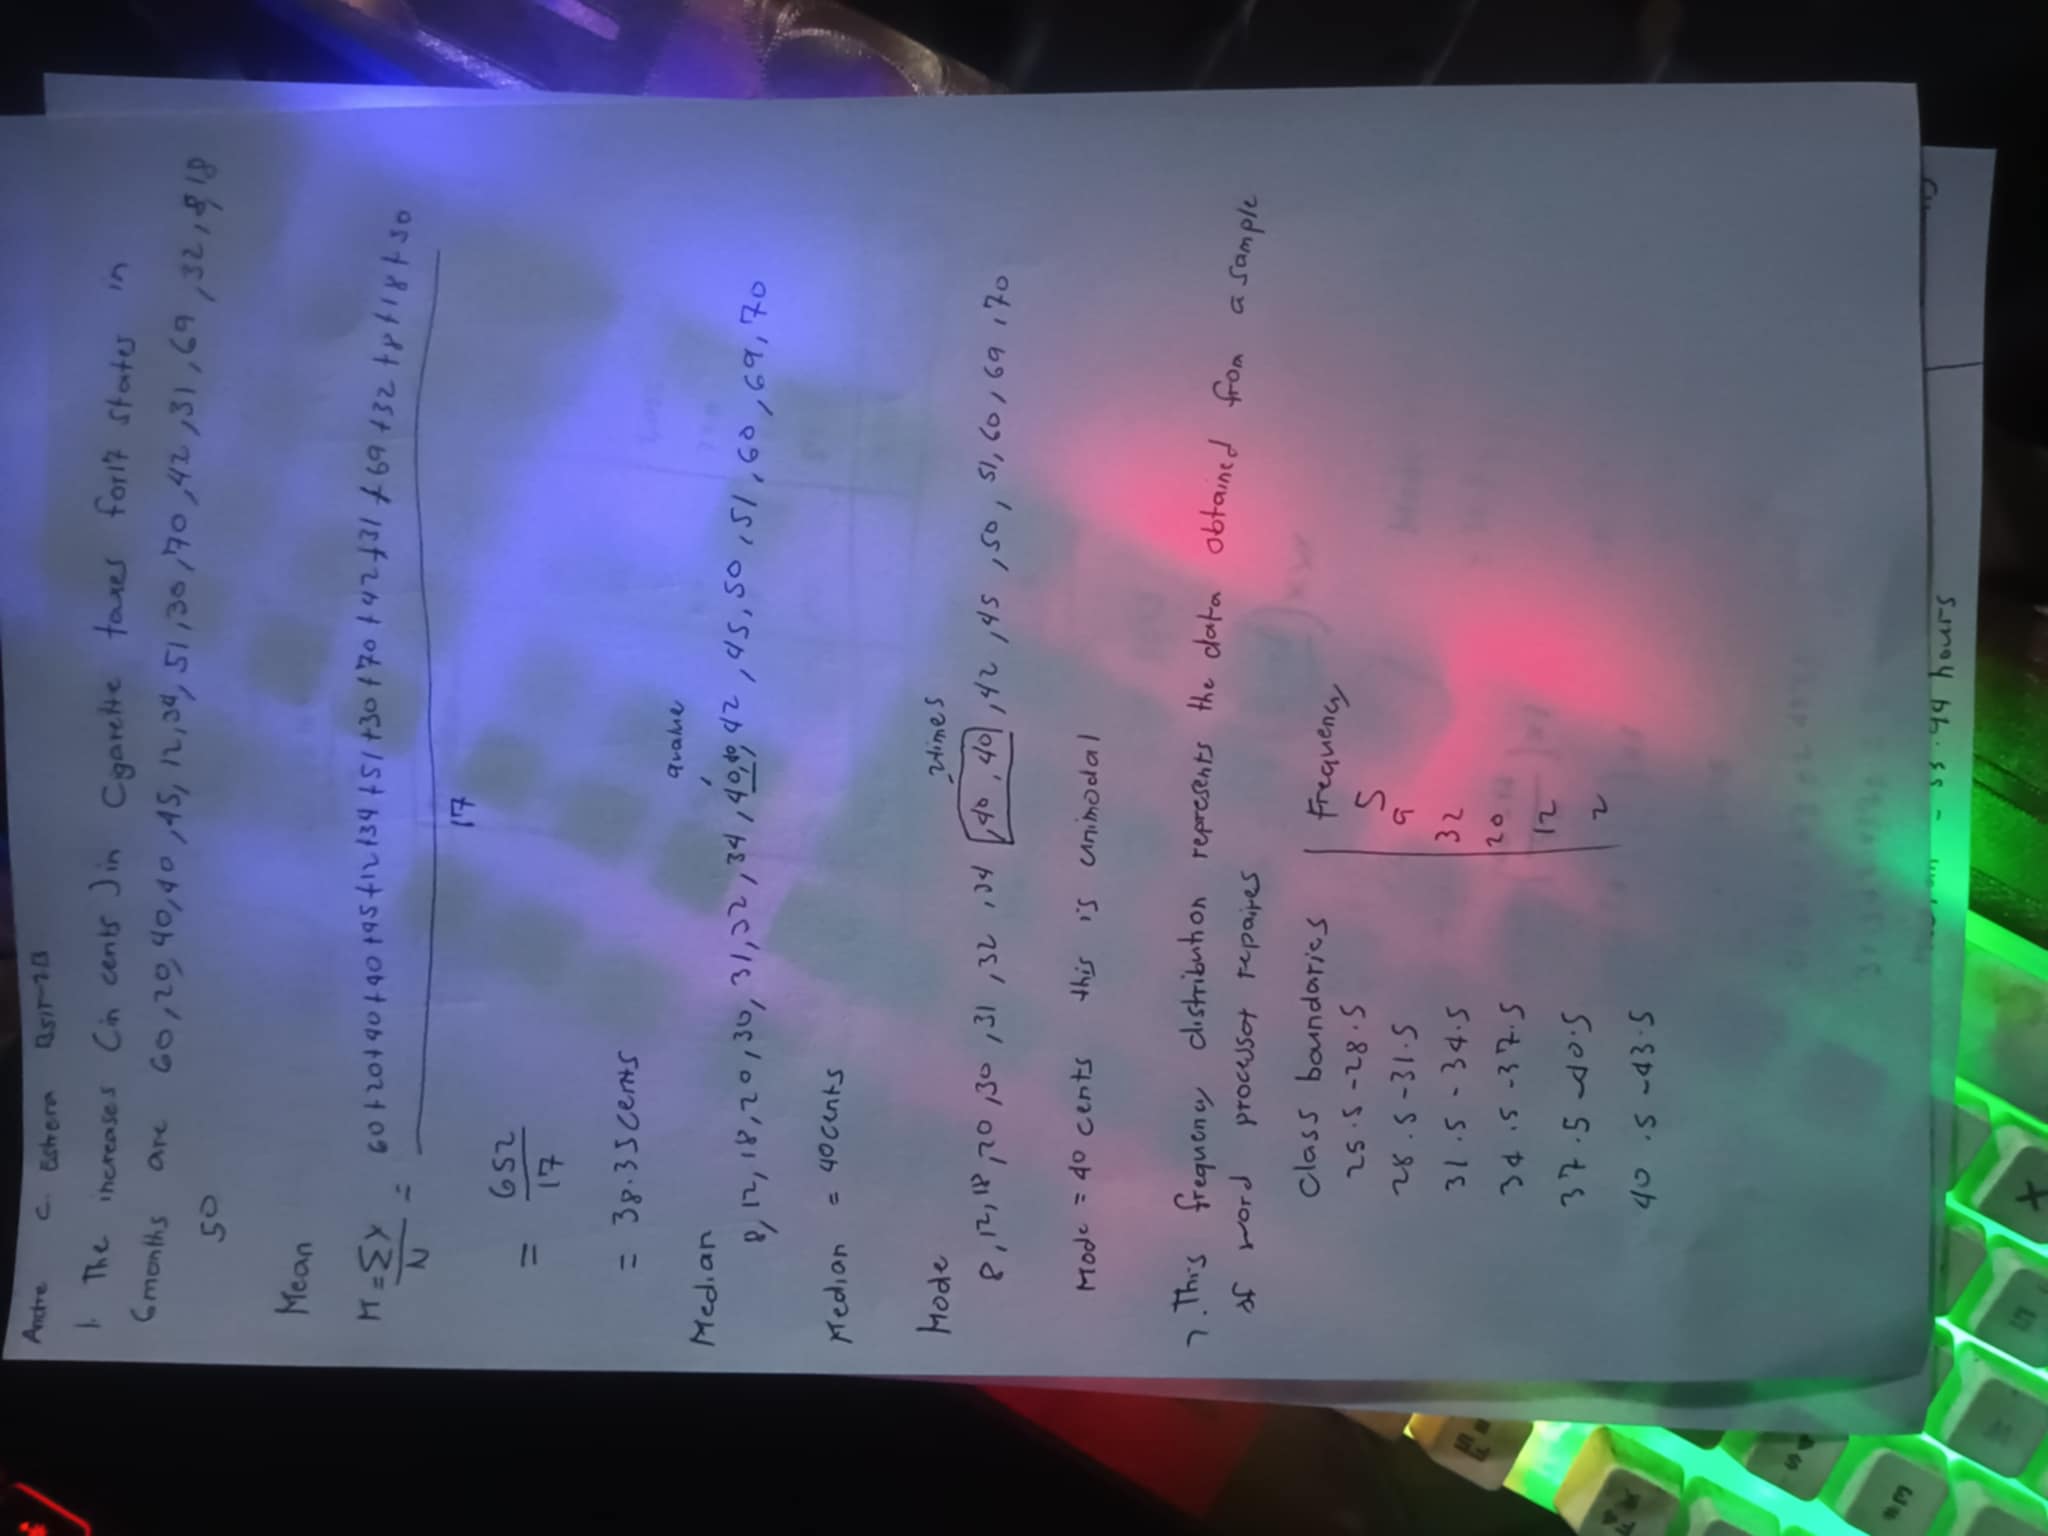 Andre C. Estrera BSIT-2B
1. The increases (in cents) in Cigarette taxes for 17 states in
6 months are 60, 20, 40, 40, 45, 12, 34, 51, 30, 70, 42, 31, 69, 32, 8, 18
50
Mean
M = ΣX / N = 60+20+40+40+45+12+34+51+30+70+42+31+69+32+8+18+50 / 17
= 652 / 17
= 38.35 cents
9 value
Median
8, 12, 18, 20, 30, 31, 32, 34, 40, 40, 42, 45, 50, 51, 60, 69, 70
Median = 40 cents
Mode 2 times
8, 12, 18, 20, 30, 31, 32, 34, 40, 40, 42, 45, 50, 51, 60, 69, 70
Mode = 40 cents this is unimodal
2. This frequency distribution represents the data obtained from a sample
of word processor repaires
Class boundaries Frequency
25.5-28.5 5
28.5-31.5 9
31.5-34.5 32
34.5-37.5 20
37.5-40.5 12
40.5-43.5 2
hours